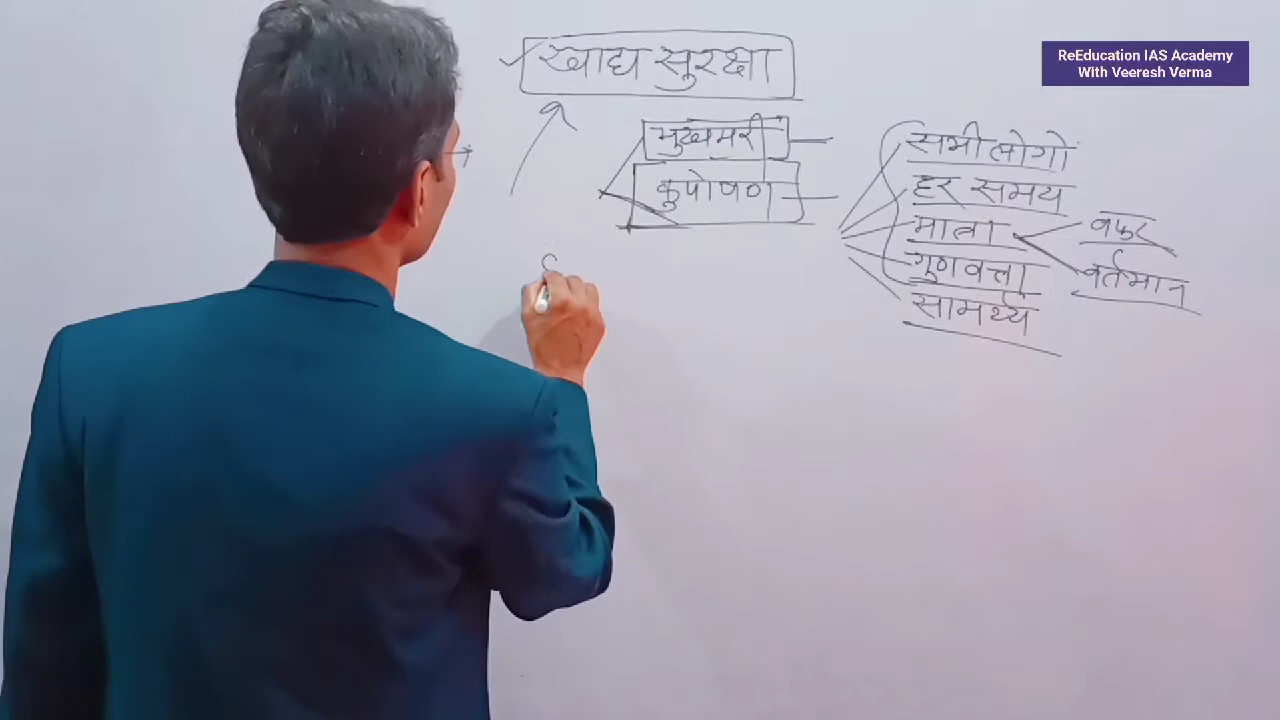 ReEducation IAS Academy
With Veeresh Verma
खाद्य सुरक्षा
भुखमरी
कुपोषण
सभी लोगो
हर समय
मात्रा
गुणवत्ता
सामर्थ्य
बफर
वर्तमान